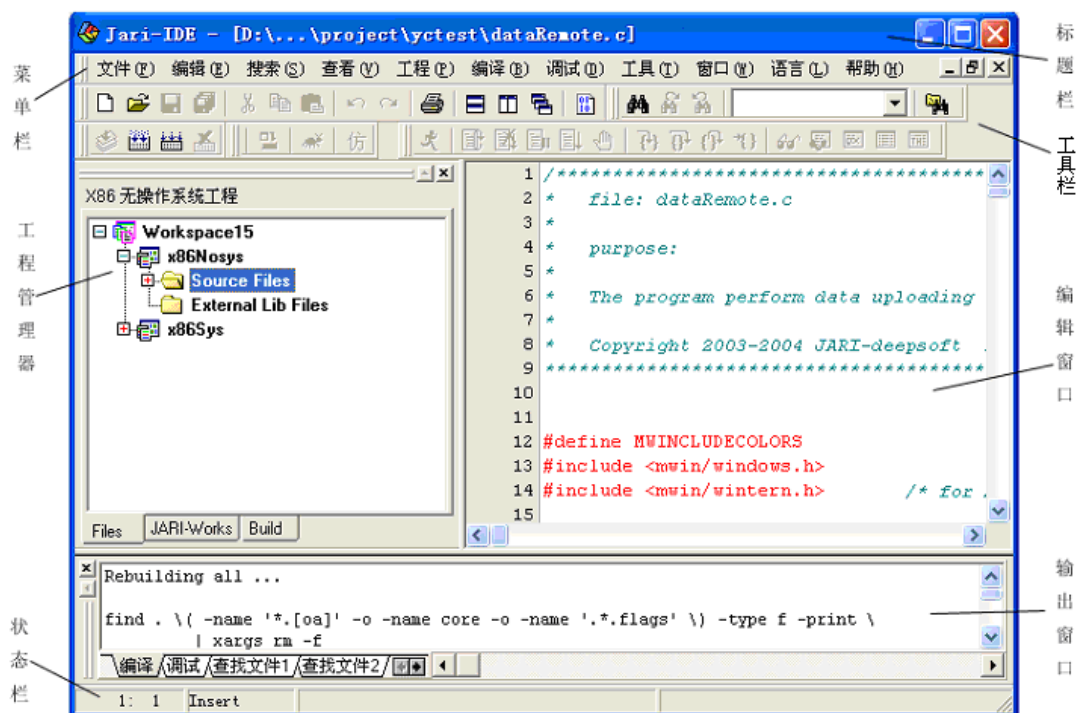 Jari-IDE - [D:\...\project\yctest\dataRemote.c]
文件(F) 编辑(E) 搜索(S) 查看(V) 工程(P) 编译(B) 调试(D) 工具(T) 窗口(W) 语言(L) 帮助(H)
标题栏
菜单栏
工具栏
仿
X86 无操作系统工程
Workspace15
x86Nosys
Source Files
External Lib Files
x86Sys
工程管理器
Files JARI-Works Build
1 /***************************************
2 * file: dataRemote.c
3 *
4 * purpose:
5 *
6 * The program perform data uploading
7 *
8 * Copyright 2003-2004 JARI-deepsoft
9 ***************************************
10
11
12 #define MWINCLUDECOLORS
13 #include <mwin/windows.h>
14 #include <mwin/wintern.h> /* for
15
编辑窗口
Rebuilding all ...
find . \( -name '*.[oa]' -o -name core -o -name '.*.flags' \) -type f -print \
| xargs rm -f
编译 调试 查找文件1 查找文件2
输出窗口
状态栏
1: 1 Insert